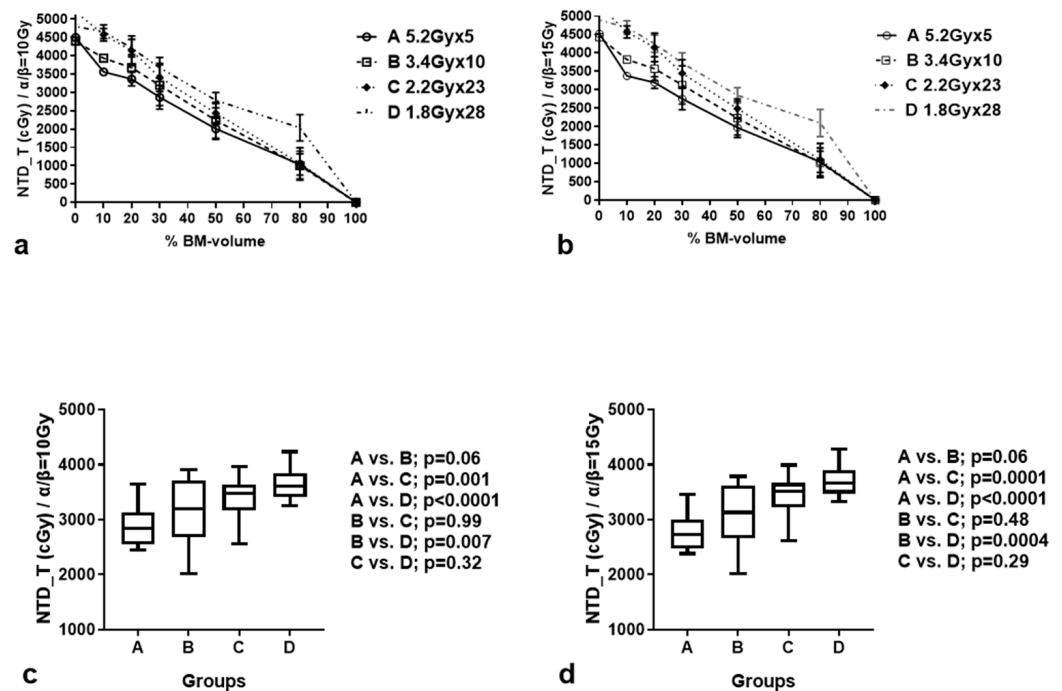 NTD_T (cGy) / α/β=10Gy
5000
4500
4000
3500
3000
2500
2000
1500
1000
500
0
0 10 20 30 40 50 60 70 80 90 100
% BM-volume
A 5.2Gyx5
B 3.4Gyx10
C 2.2Gyx23
D 1.8Gyx28
a
NTD_T (cGy) / α/β=15Gy
5000
4500
4000
3500
3000
2500
2000
1500
1000
500
0
0 10 20 30 40 50 60 70 80 90 100
% BM-volume
A 5.2Gyx5
B 3.4Gyx10
C 2.2Gyx23
D 1.8Gyx28
b
NTD_T (cGy) / α/β=10Gy
5000
4000
3000
2000
1000
A B C D
Groups
A vs. B; p=0.06
A vs. C; p=0.001
A vs. D; p<0.0001
B vs. C; p=0.99
B vs. D; p=0.007
C vs. D; p=0.32
c
NTD_T (cGy) / α/β=15Gy
5000
4000
3000
2000
1000
A B C D
Groups
A vs. B; p=0.06
A vs. C; p=0.0001
A vs. D; p<0.0001
B vs. C; p=0.48
B vs. D; p=0.0004
C vs. D; p=0.29
d